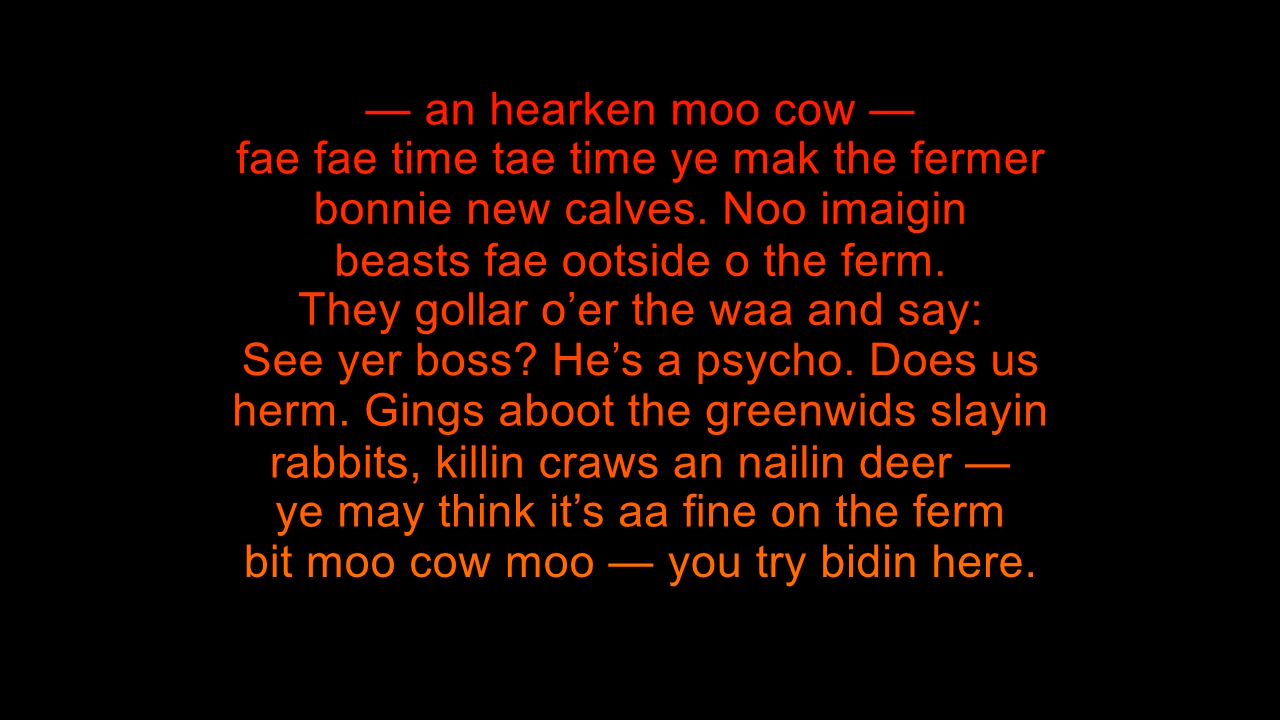 — an hearken moo cow —
fae fae time tae time ye mak the fermer
bonnie new calves. Noo imaigin
beasts fae ootside o the ferm.
They gollar o’er the waa and say:
See yer boss? He’s a psycho. Does us
herm. Gings aboot the greenwids slayin
rabbits, killin craws an nailin deer —
ye may think it’s aa fine on the ferm
bit moo cow moo — you try bidin here.